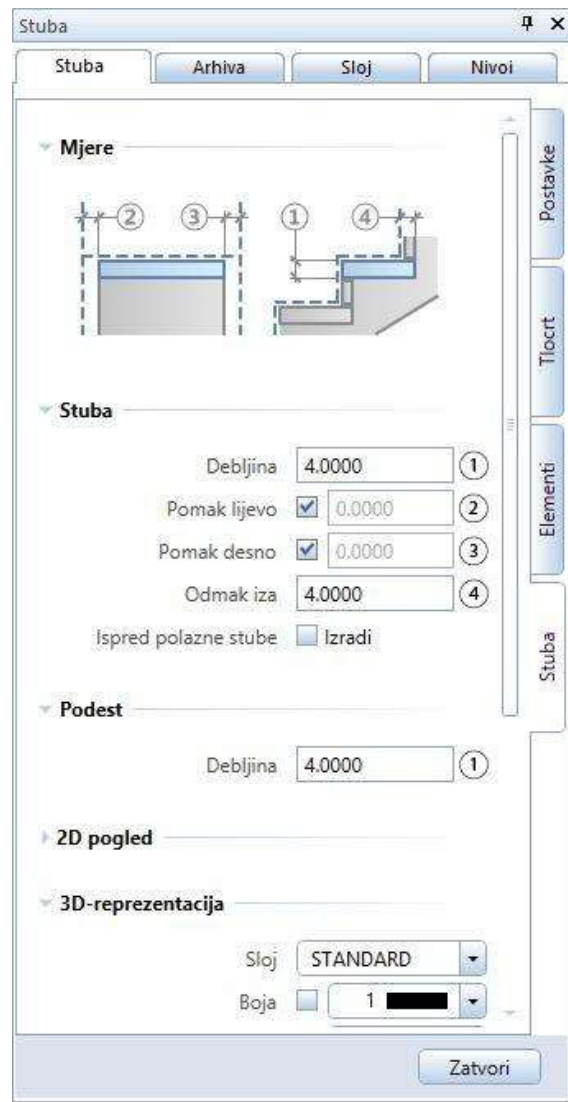 Stuba
Stuba Arhiva Sloj Nivoi
Mjere
2 3 1 4
Stuba
Debljina 4.0000 1
Pomak lijevo 0.0000 2
Pomak desno 0.0000 3
Odmak iza 4.0000 4
Ispred polazne stube Izradi
Podest
Debljina 4.0000 1
2D pogled
3D-reprezentacija
Sloj STANDARD
Boja 1
Zatvori
Postavke
Tlocrt
Elementi
Stuba